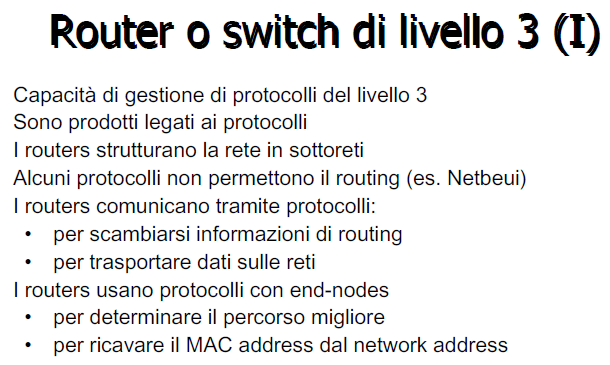 Router o switch di livello 3 (I)
Capacità di gestione di protocolli del livello 3
Sono prodotti legati ai protocolli
I routers strutturano la rete in sottoreti
Alcuni protocolli non permettono il routing (es. Netbeui)
I routers comunicano tramite protocolli:
• per scambiarsi informazioni di routing
• per trasportare dati sulle reti
I routers usano protocolli con end-nodes
• per determinare il percorso migliore
• per ricavare il MAC address dal network address